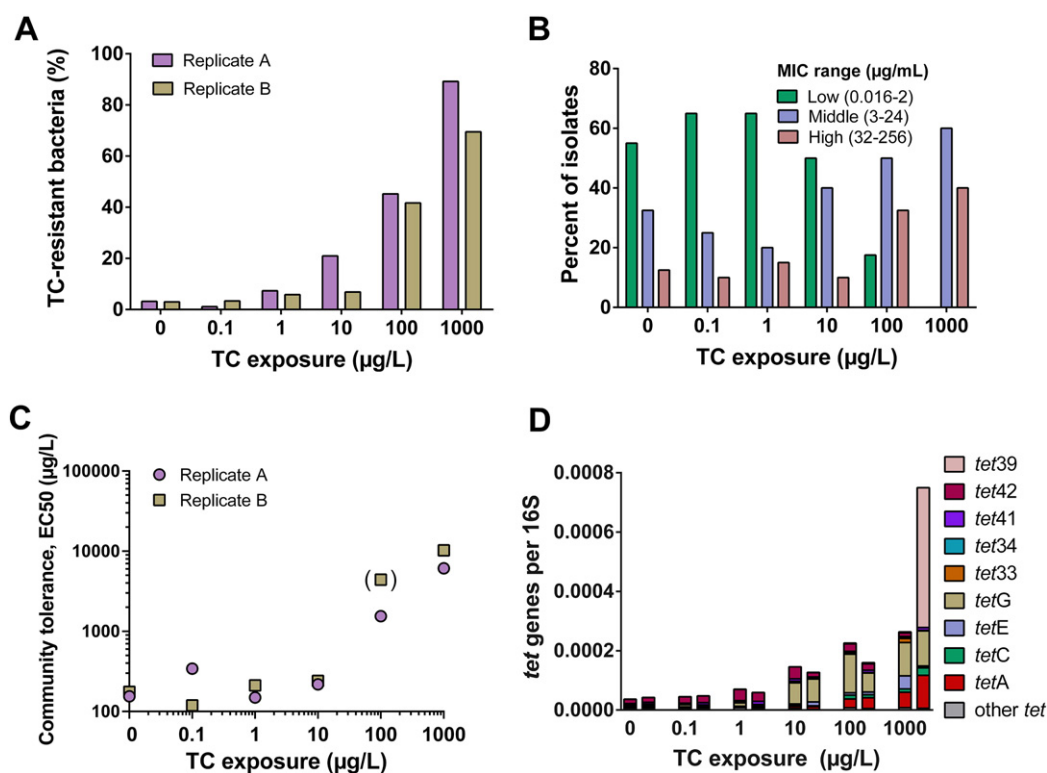 A
TC-resistant bacteria (%)
100
80
60
40
20
0
Replicate A
Replicate B
0 0.1 1 10 100 1000
TC exposure (µg/L)
B
Percent of isolates
80
60
40
20
0
MIC range (µg/mL)
Low (0.016-2)
Middle (3-24)
High (32-256)
0 0.1 1 10 100 1000
TC exposure (µg/L)
C
Community tolerance, EC50 (µg/L)
100000
10000
1000
100
Replicate A
Replicate B
( )
0 0.1 1 10 100 1000
TC exposure (µg/L)
D
tet genes per 16S
0.0008
0.0006
0.0004
0.0002
0.0000
0 0.1 1 10 100 1000
TC exposure (µg/L)
tet39
tet42
tet41
tet34
tet33
tetG
tetE
tetC
tetA
other tet